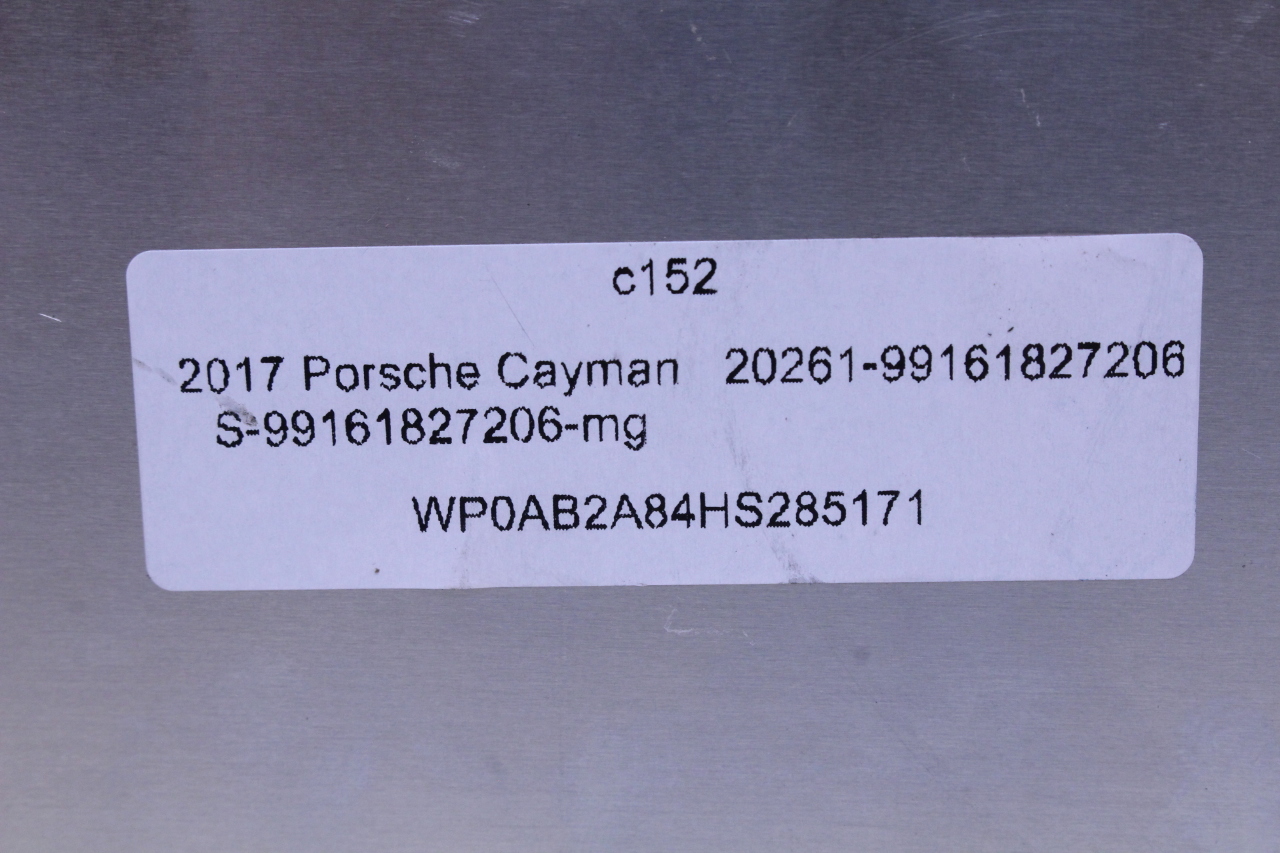 c152
2017 Porsche Cayman 20261-99161827206
S-99161827206-mg
WP0AB2A84HS285171